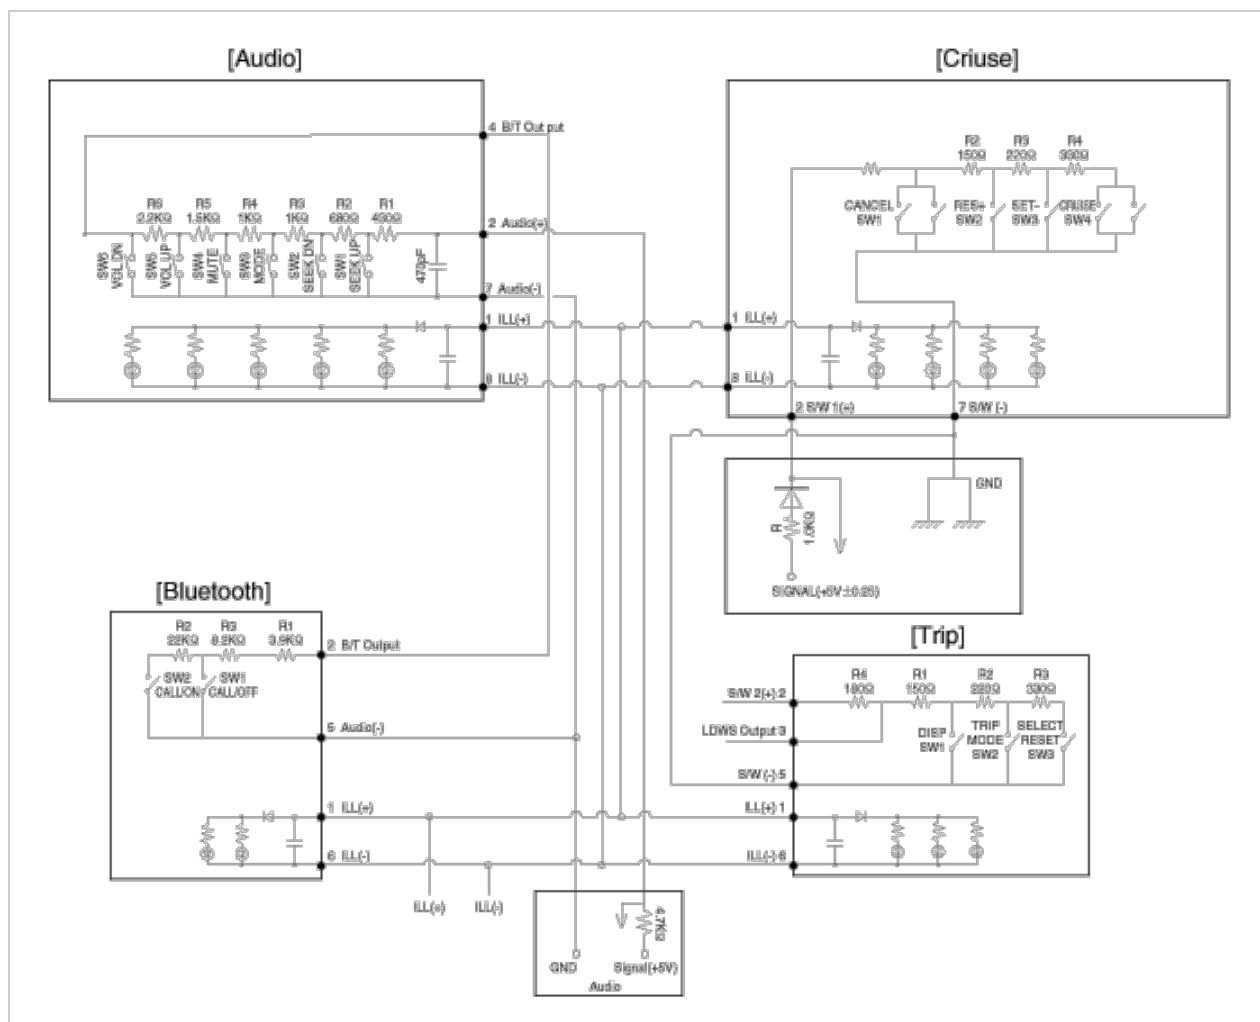 [Audio]
[Criuse]
4 B/T Output
R2
150Ω
R3
220Ω
R4
330Ω
CANCEL
SW1
RES+
SW2
SET-
SW3
CRUISE
SW4
R6
2.2KΩ
R5
1.5KΩ
R4
1KΩ
R3
1KΩ
R2
680Ω
R1
430Ω
2 Audio(+)
VOL DN
SW5
VOL UP
SW4
MUTE
SW3
MODE
SW2
SEEK DN
SW1
SEEK UP
470pF
7 Audio(-)
1 ILL(+)
8 ILL(-)
1 ILL(+)
8 ILL(-)
2 S/W 1(+)
7 S/W (-)
GND
R
SIGNAL(+5V±0.25)
[Bluetooth]
R2
22KΩ
R3
8.2KΩ
R1
3.9KΩ
2 B/T Output
SW2
CALL/ON
SW1
CALL/OFF
5 Audio(-)
1 ILL(+)
6 ILL(-)
ILL(+)
ILL(-)
[Trip]
R4
180Ω
R1
150Ω
R2
220Ω
R3
330Ω
S/W 2(+) 2
LDWS Output 3
S/W (-) 5
DISP
SW1
TRIP
MODE
SW2
SELECT
RESET
SW3
ILL(+) 1
ILL(-) 6
4.7KΩ
GND
Signal(+5V)
Audio